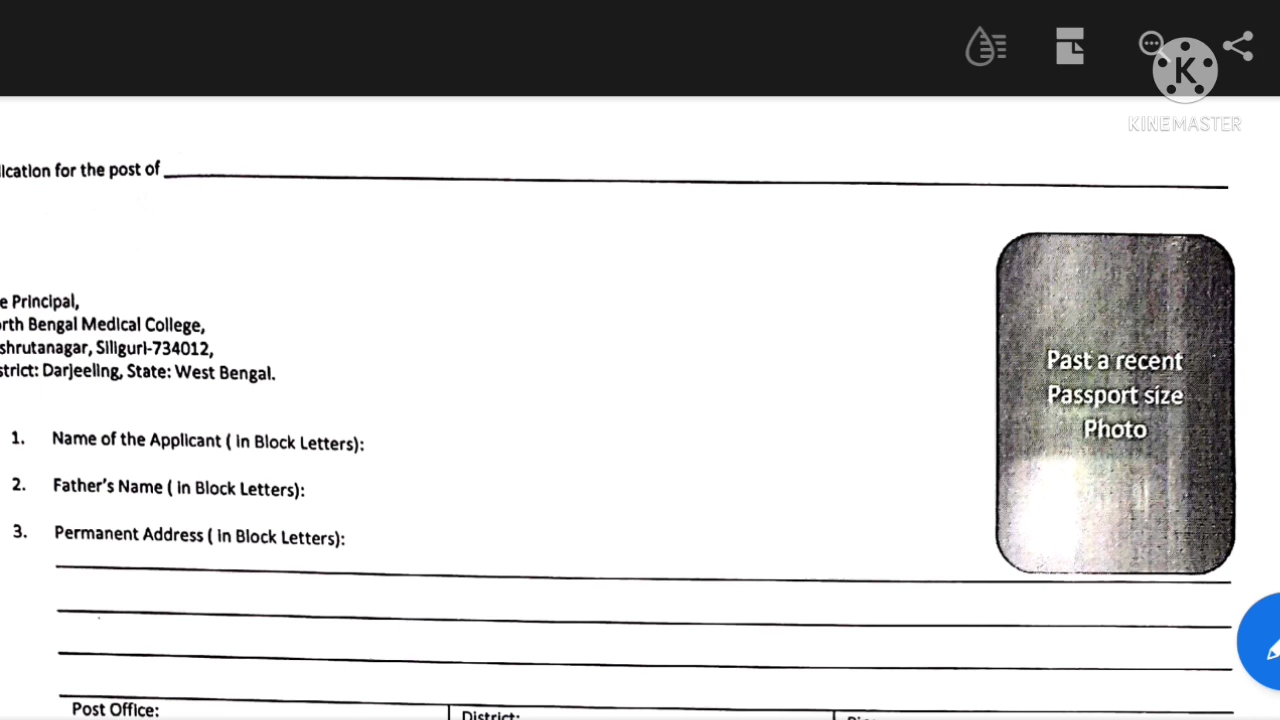 lication for the post of
e Principal,
orth Bengal Medical College,
shrutanagar, Siliguri-734012,
strict: Darjeeling, State: West Bengal.
1. Name of the Applicant ( in Block Letters):
2. Father's Name ( in Block Letters):
3. Permanent Address ( in Block Letters):
Past a recent
Passport size
Photo
Post Office:
District:
K
KINEMASTER